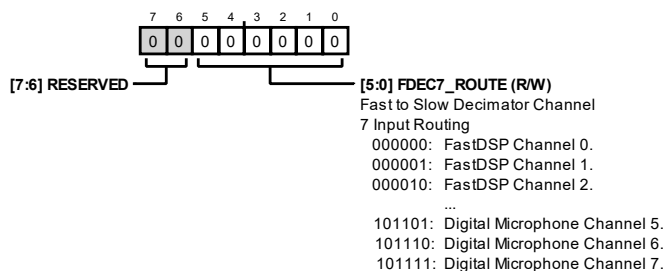 7 6 5 4 3 2 1 0
0 0 0 0 0 0 0 0
[7:6] RESERVED
[5:0] FDEC7_ROUTE (R/W)
Fast to Slow Decimator Channel
7 Input Routing
000000: FastDSP Channel 0.
000001: FastDSP Channel 1.
000010: FastDSP Channel 2.
...
101101: Digital Microphone Channel 5.
101110: Digital Microphone Channel 6.
101111: Digital Microphone Channel 7.